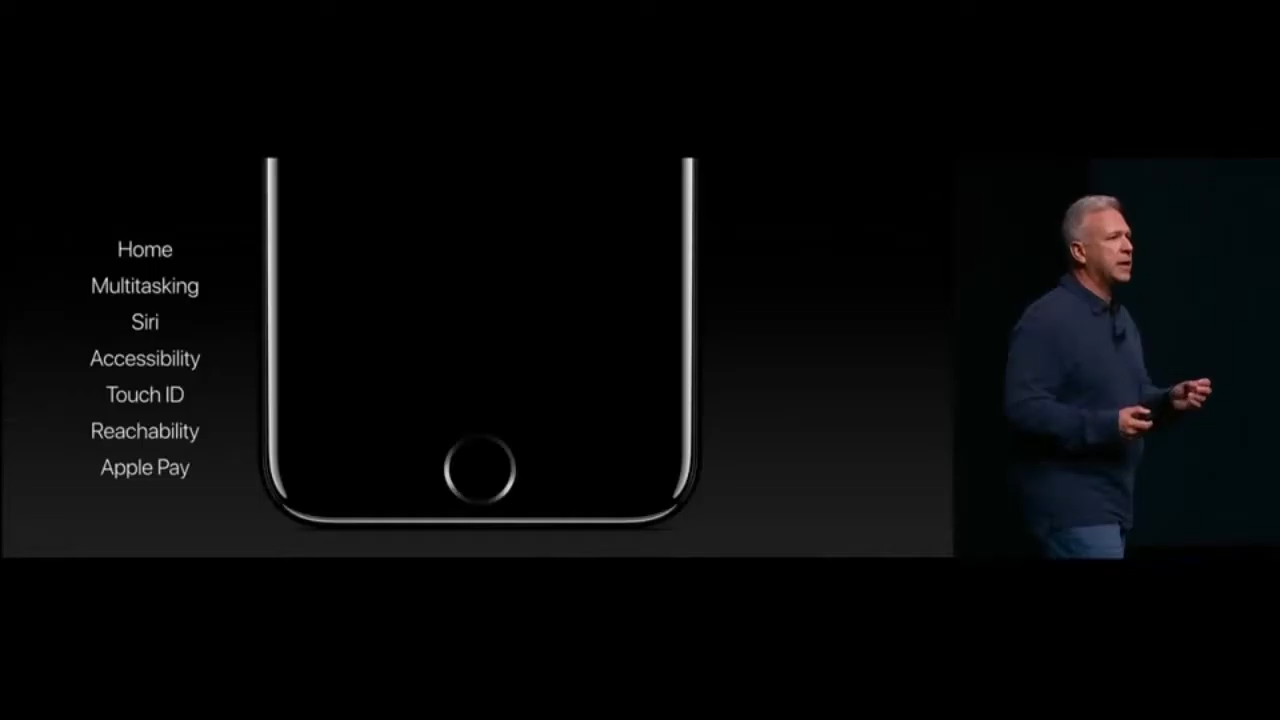 Home
Multitasking
Siri
Accessibility
Touch ID
Reachability
Apple Pay